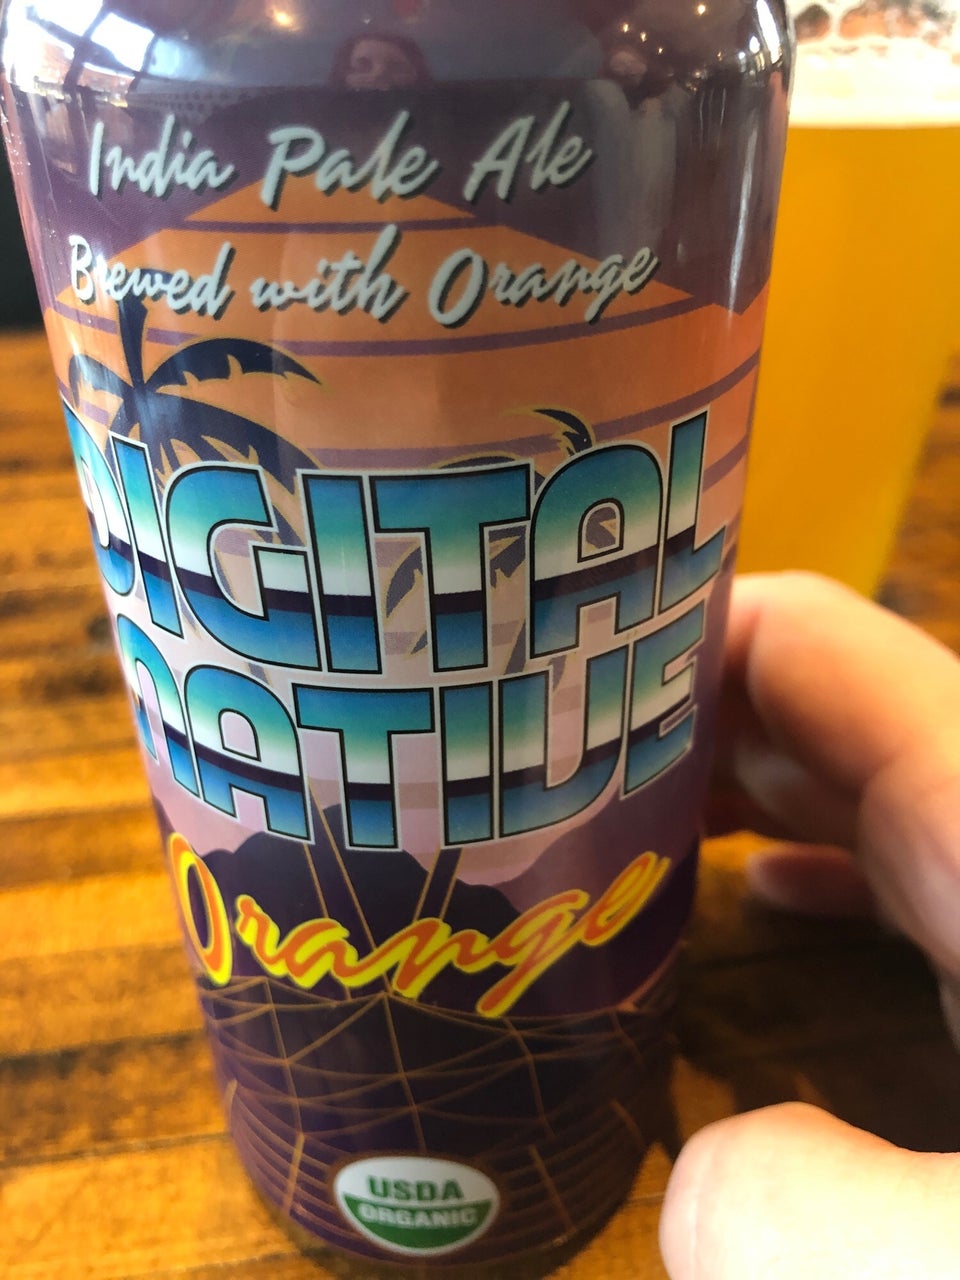 India Pale Ale
Brewed with Orange
DIGITAL
NATIVE
Orange
USDA
ORGANIC